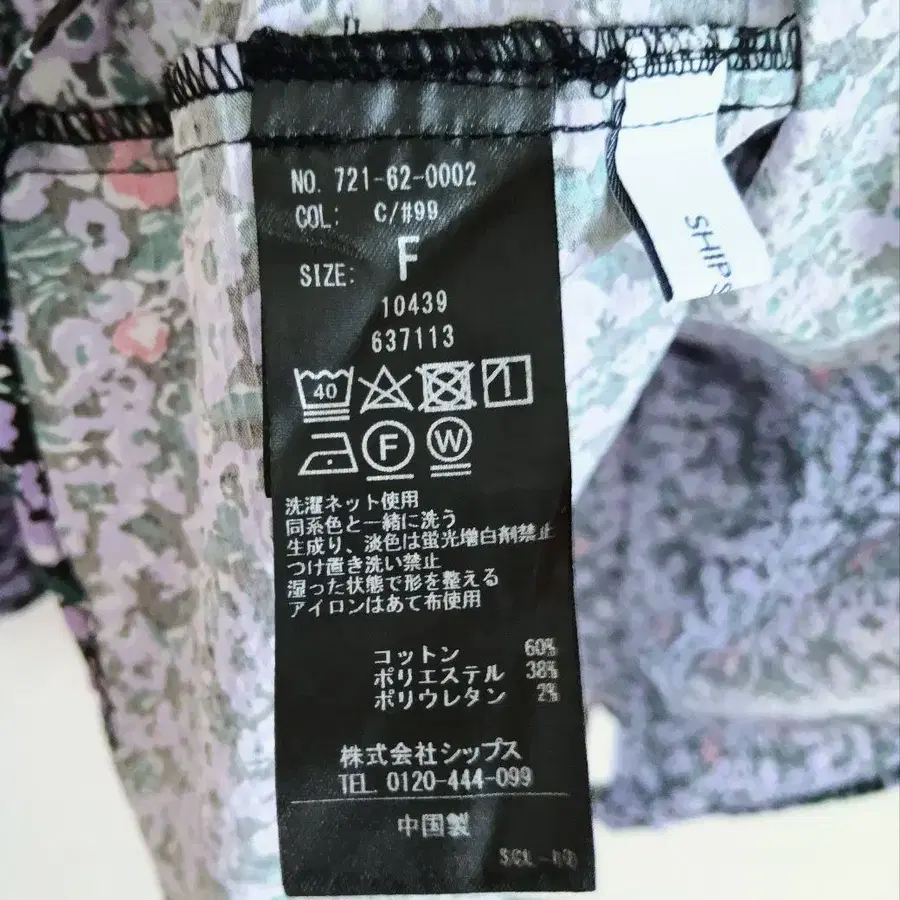 NO. 721-62-0002
COL: C/#99
SIZE: F
10439
637113
40
F W
洗濯ネット使用
同系色と一緒に洗う
生成り、淡色は蛍光増白剤禁止
つけ置き洗い禁止
湿った状態で形を整える
アイロンはあて布使用
コットン 60%
ポリエステル 38%
ポリウレタン 2%
株式会社シップス
TEL 0120-444-099
中国製
SHIPS